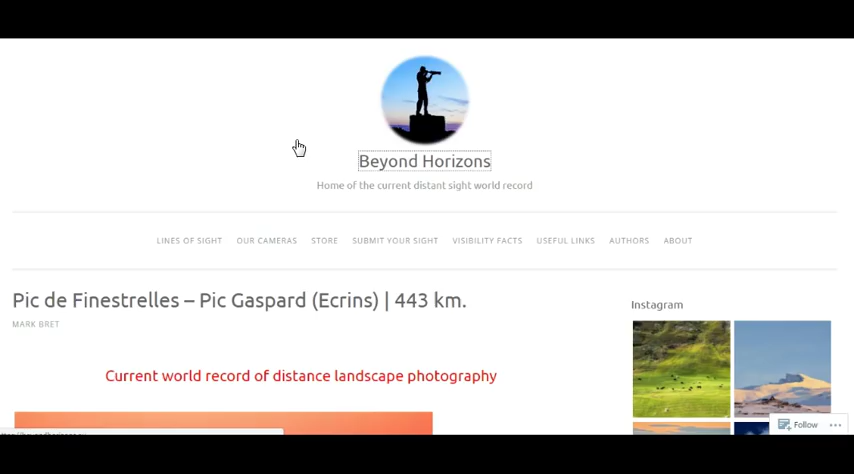 Beyond Horizons
Home of the current distant sight world record
LINES OF SIGHT OUR CAMERAS STORE SUBMIT YOUR SIGHT VISIBILITY FACTS USEFUL LINKS AUTHORS ABOUT
Pic de Finestrelles – Pic Gaspard (Ecrins) | 443 km.
Instagram
MARK BRET
Current world record of distance landscape photography
Follow